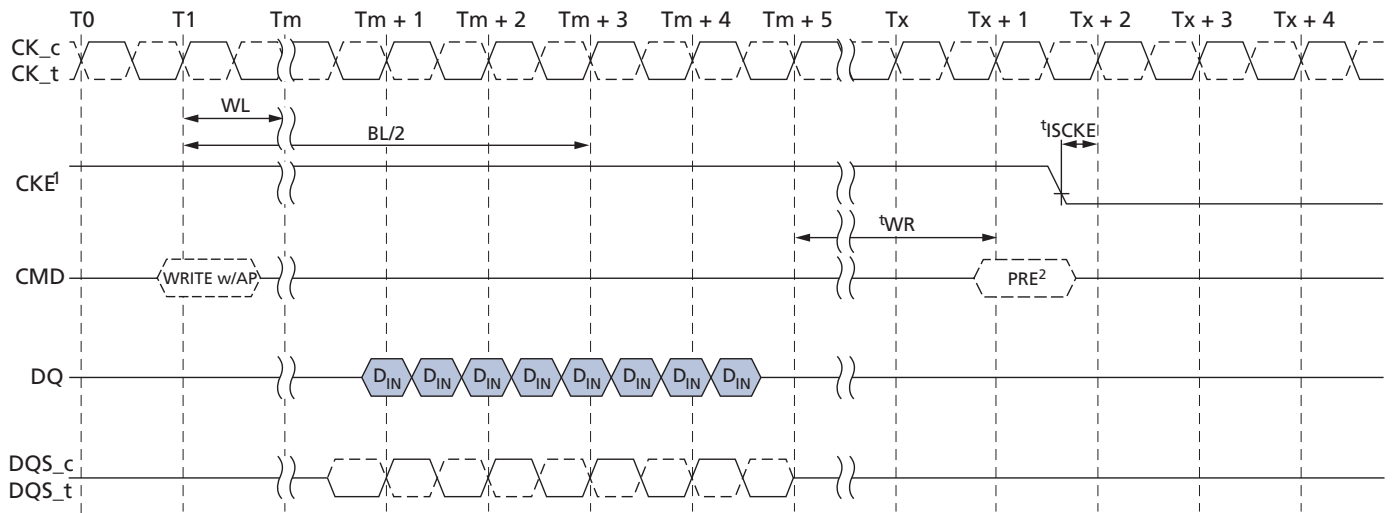 T0 T1 Tm Tm + 1 Tm + 2 Tm + 3 Tm + 4 Tm + 5 Tx Tx + 1 Tx + 2 Tx + 3 Tx + 4
CK_c
CK_t
WL
BL/2
tISCKE
CKE1
tWR
CMD WRITE w/AP PRE2
DQ DIN DIN DIN DIN DIN DIN DIN DIN
DQS_c
DQS_t